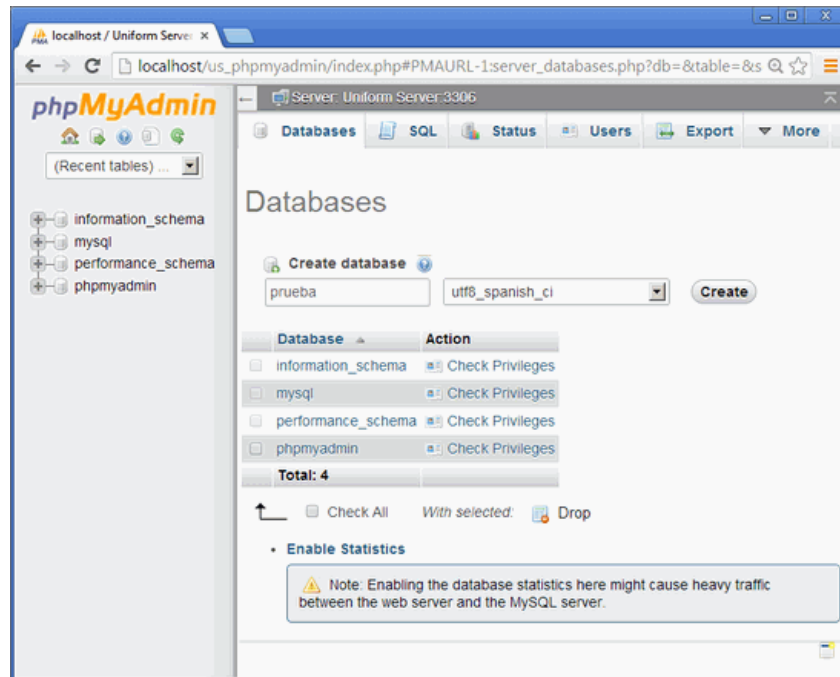 localhost / Uniform Serve
localhost/us_phpmyadmin/index.php#PMAURL-1:server_databases.php?db=&table=&s
phpMyAdmin
(Recent tables) ...
information_schema
mysql
performance_schema
phpmyadmin
Server: Uniform Server:3306
Databases SQL Status Users Export More
Databases
Create database
prueba utf8_spanish_ci Create
Database Action
information_schema Check Privileges
mysql Check Privileges
performance_schema Check Privileges
phpmyadmin Check Privileges
Total: 4
Check All With selected: Drop
• Enable Statistics
Note: Enabling the database statistics here might cause heavy traffic
between the web server and the MySQL server.